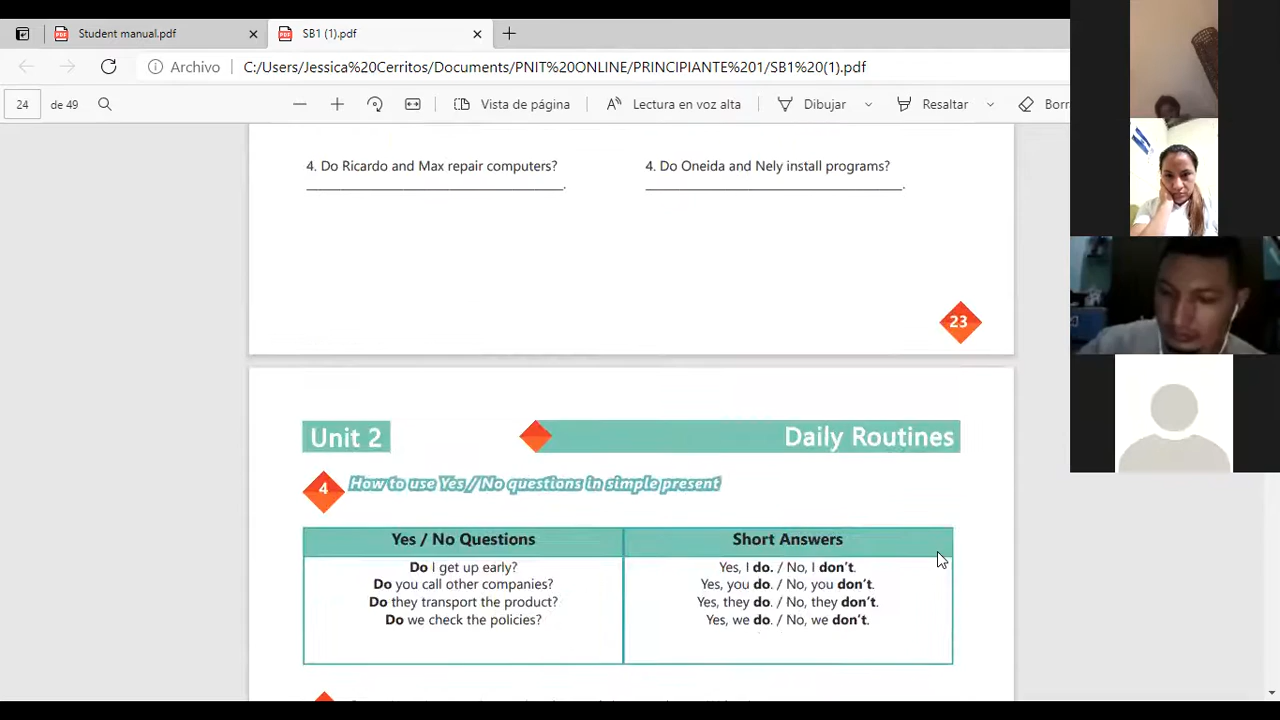 Student manual.pdf
SB1 (1).pdf
Archivo
C:/Users/Jessica%20Cerritos/Documents/PNIT%20ONLINE/PRINCIPIANTE%201/SB1%20(1).pdf
24
de 49
Vista de página
Lectura en voz alta
Dibujar
Resaltar
Borr
4. Do Ricardo and Max repair computers?
4. Do Oneida and Nely install programs?
23
Unit 2
Daily Routines
4
How to use Yes / No questions in simple present
Yes / No Questions
Short Answers
Do I get up early?
Yes, I do. / No, I don't.
Do you call other companies?
Yes, you do. / No, you don't.
Do they transport the product?
Yes, they do. / No, they don't.
Do we check the policies?
Yes, we do. / No, we don't.